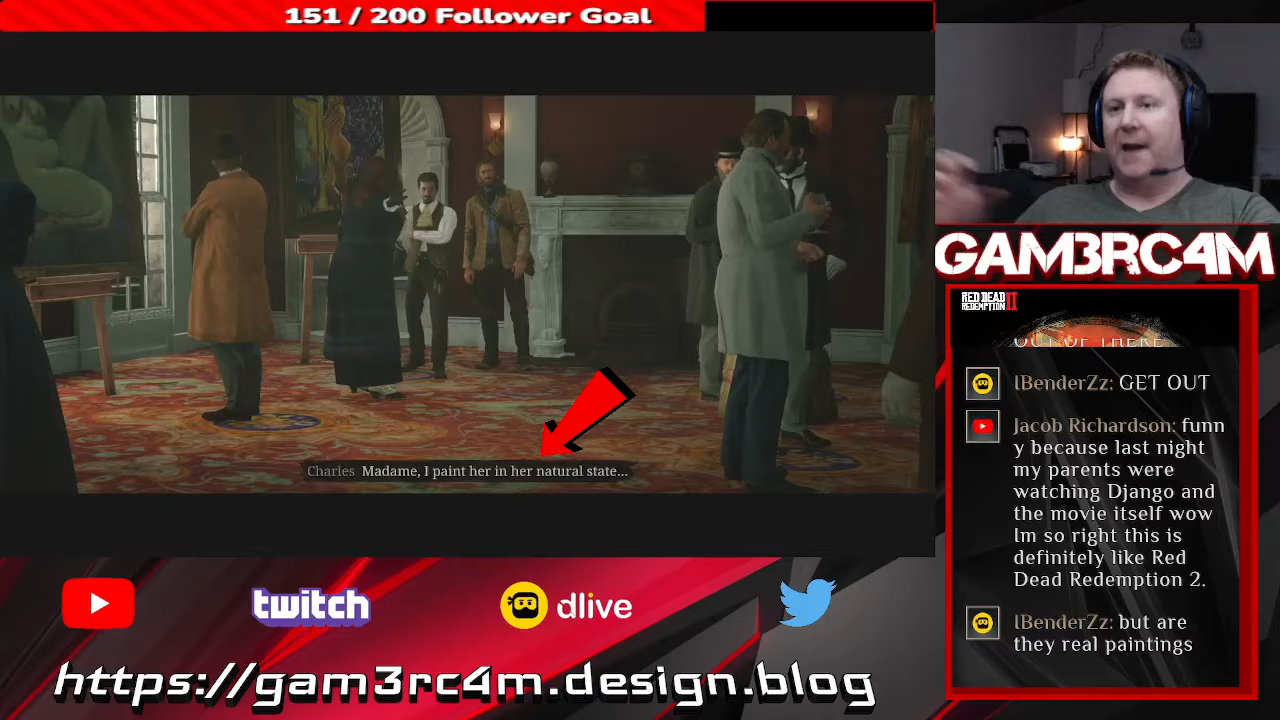 151 / 200 Follower Goal
Charles Madame, I paint her in her natural state...
GAM3RC4M
RED DEAD
REDEMPTION II
OUT OF THERE
lBenderZz: GET OUT
Jacob Richardson: funn
y because last night
my parents were
watching Django and
the movie itself wow
Im so right this is
definitely like Red
Dead Redemption 2.
lBenderZz: but are
they real paintings
twitch
dlive
https://gam3rc4m.design.blog